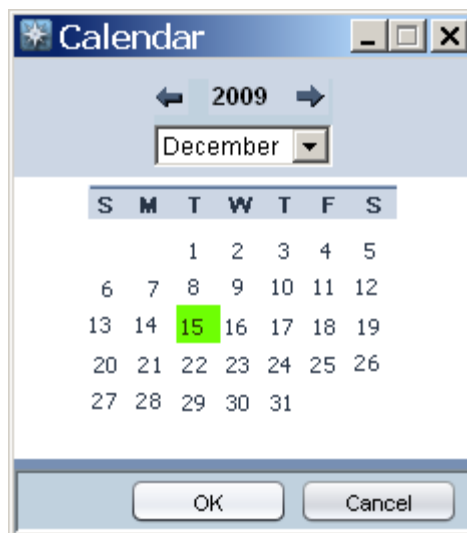 Calendar
2009
December
S M T W T F S
1 2 3 4 5
6 7 8 9 10 11 12
13 14 15 16 17 18 19
20 21 22 23 24 25 26
27 28 29 30 31
OK Cancel